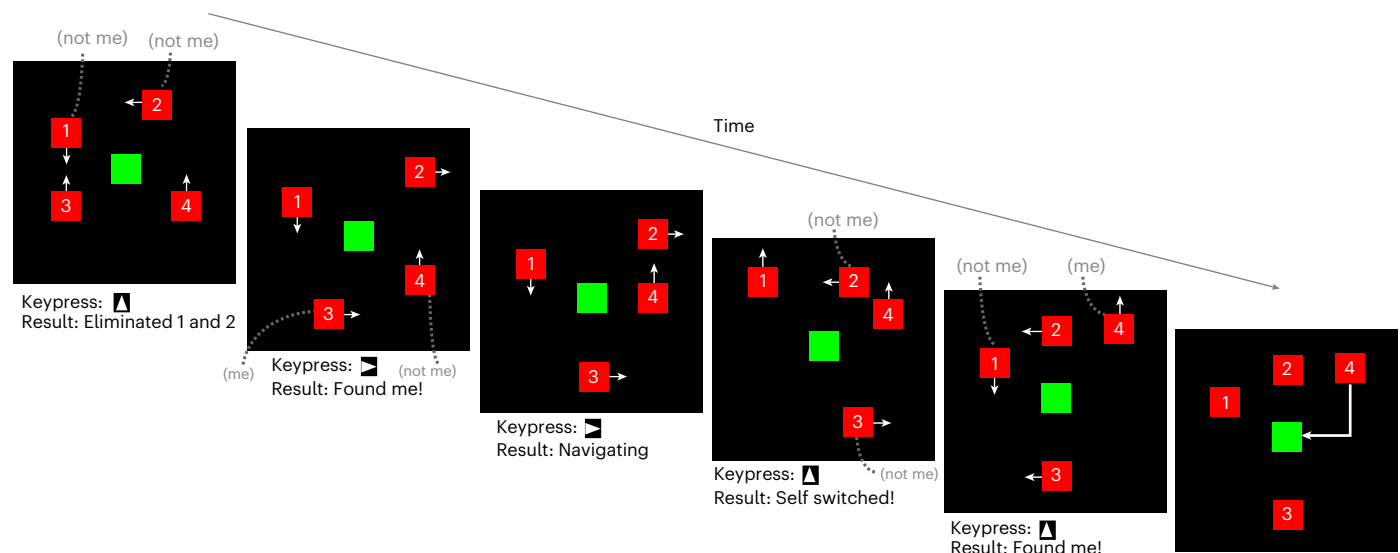 Time
(not me) (not me)
2
1
3
4
Keypress:
Result: Eliminated 1 and 2
2
1
4
3
(me)
(not me)
Keypress:
Result: Found me!
2
1
4
3
Keypress:
Result: Navigating
(not me)
1
2
4
3
(not me)
Keypress:
Result: Self switched!
(not me)
(me)
2
4
1
3
Keypress:
Result: Found me!
2
4
1
3